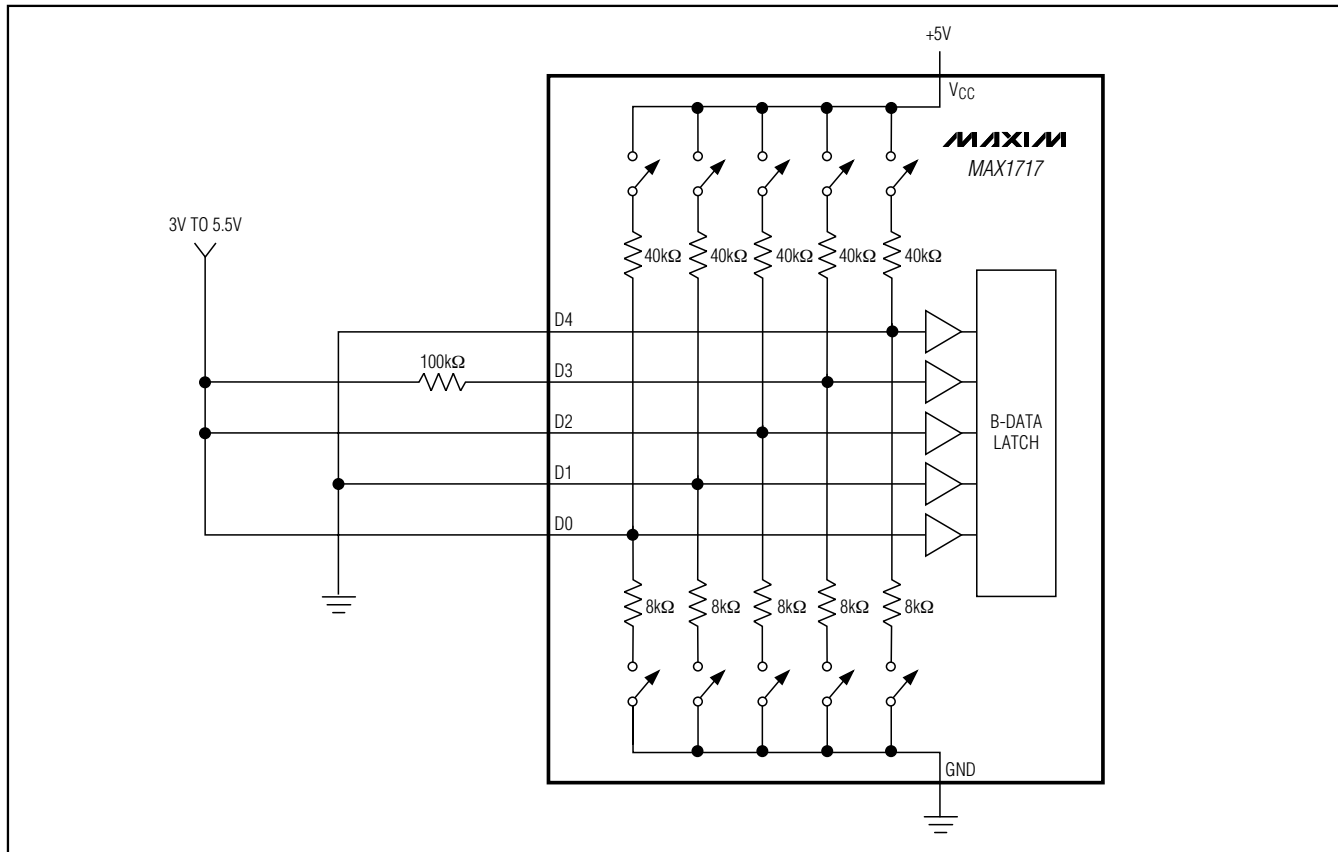 +5V
VCC
MAXIM
MAX1717
3V TO 5.5V
40kΩ 40kΩ 40kΩ 40kΩ 40kΩ
D4
100kΩ
D3
D2
D1
D0
B-DATA
LATCH
8kΩ 8kΩ 8kΩ 8kΩ 8kΩ
GND